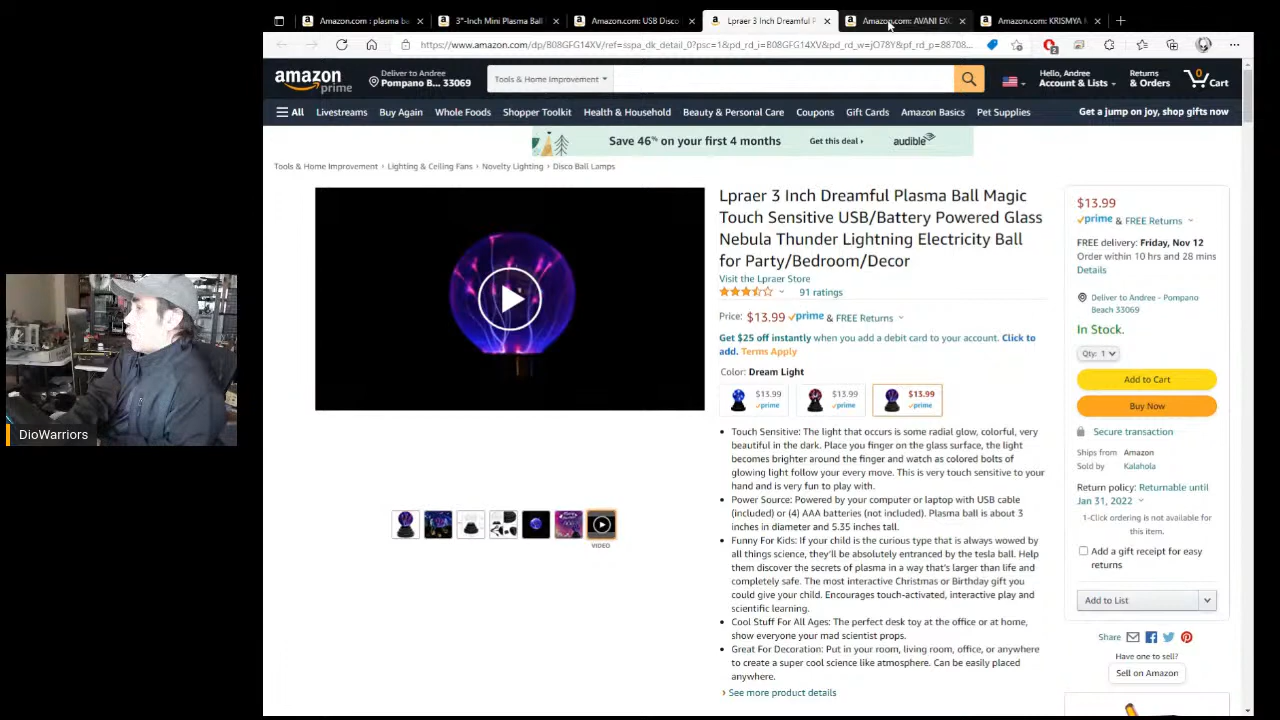 Amazon.com : plasma ba
3"-Inch Mini Plasma Ball
Amazon.com: USB Disco
Lpraer 3 Inch Dreamful P
Amazon.com: AVANI EXC
Amazon.com: KRISMYA
https://www.amazon.com/dp/B08GFG14XV/ref=sspa_dk_detail_0?psc=1&pd_rd_i=B08GFG14XV&pd_rd_w=jO78Y&pf_rd_p=88708...
2
amazon prime
Deliver to Andree
Pompano B... 33069
Tools & Home Improvement
Hello, Andree
Account & Lists
Returns
& Orders
0
Cart
All
Livestreams
Buy Again
Whole Foods
Shopper Toolkit
Health & Household
Beauty & Personal Care
Coupons
Gift Cards
Amazon Basics
Pet Supplies
Get a jump on joy, shop gifts now
Save 46% on your first 4 months
Get this deal ›
audible
Tools & Home Improvement › Lighting & Ceiling Fans › Novelty Lighting › Disco Ball Lamps
Lpraer 3 Inch Dreamful Plasma Ball Magic
Touch Sensitive USB/Battery Powered Glass
Nebula Thunder Lightning Electricity Ball
for Party/Bedroom/Decor
Visit the Lpraer Store
91 ratings
Price: $13.99 prime & FREE Returns
Get $25 off instantly when you add a debit card to your account. Click to
add. Terms Apply
Color: Dream Light
$13.99
prime
$13.99
prime
$13.99
prime
• Touch Sensitive: The light that occurs is some radial glow, colorful, very
beautiful in the dark. Place you finger on the glass surface, the light
becomes brighter around the finger and watch as colored bolts of
glowing light follow your every move. This is very touch sensitive to your
hand and is very fun to play with.
• Power Source: Powered by your computer or laptop with USB cable
(included) or (4) AAA batteries (not included). Plasma ball is about 3
inches in diameter and 5.35 inches tall.
• Funny For Kids: If your child is the curious type that is always wowed by
all things science, they'll be absolutely entranced by the tesla ball. Help
them discover the secrets of plasma in a way that's larger than life and
completely safe. The most interactive Christmas or Birthday gift you
could give your child. Encourages touch-activated, interactive play and
scientific learning.
• Cool Stuff For All Ages: The perfect desk toy at the office or at home,
show everyone your mad scientist props.
• Great For Decoration: Put in your room, living room, office, or anywhere
to create a super cool science like atmosphere. Can be easily placed
anywhere.
› See more product details
VIDEO
$13.99
prime & FREE Returns
FREE delivery: Friday, Nov 12
Order within 10 hrs and 28 mins
Details
Deliver to Andree - Pompano
Beach 33069
In Stock.
Qty: 1
Add to Cart
Buy Now
Secure transaction
Ships from Amazon
Sold by Kalahola
Return policy: Returnable until
Jan 31, 2022
1-Click ordering is not available for
this item.
Add a gift receipt for easy
returns
Add to List
Share
Have one to sell?
Sell on Amazon
DioWarriors